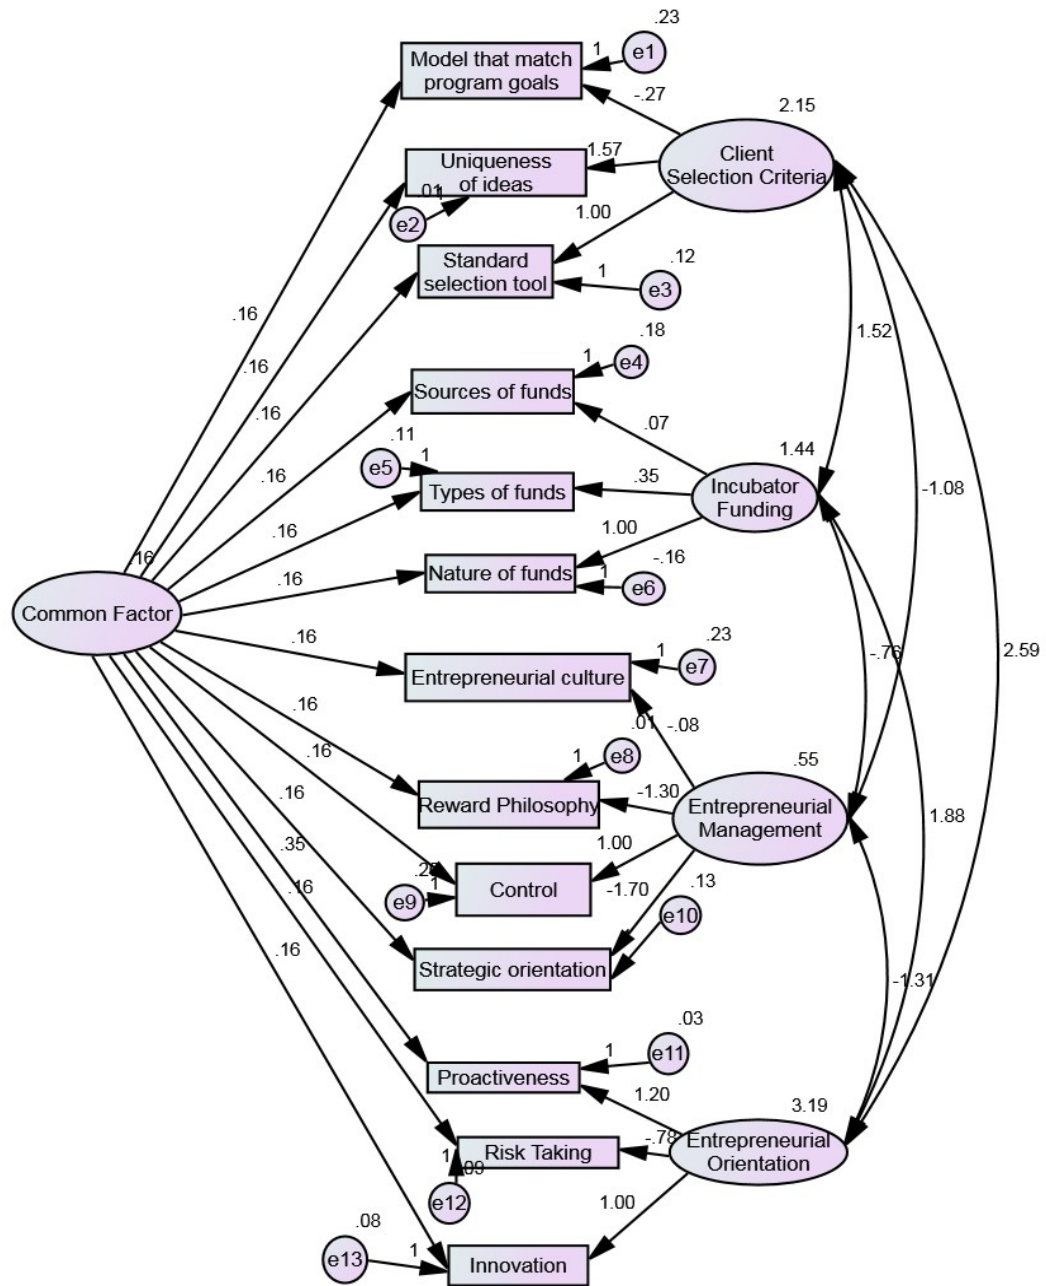 .23
Model that match
program goals
1
e1
-.27
2.15
Client
Selection Criteria
Uniqueness
of ideas
1.57
.01
e2
1.00
Standard
selection tool
1
.12
e3
.16
.16
.16
.18
1
e4
Sources of funds
.07
1.52
.11
e5
1
Types of funds
.35
1.44
Incubator
Funding
-1.08
.16
.16
1.00
-.16
Nature of funds
1
e6
.16
.16
Common Factor
.16
Entrepreneurial culture
1
.23
e7
-.76
2.59
.01
-.08
.16
.16
1
e8
Reward Philosophy
-1.30
.55
Entrepreneurial
Management
1.88
.16
.35
.16
1.00
e9
1
Control
-1.70
.13
e10
.16
Strategic orientation
-1.31
.03
1
e11
Proactiveness
1.20
3.19
Entrepreneurial
Orientation
Risk Taking
-.78
1
.09
e12
1.00
.08
e13
1
Innovation